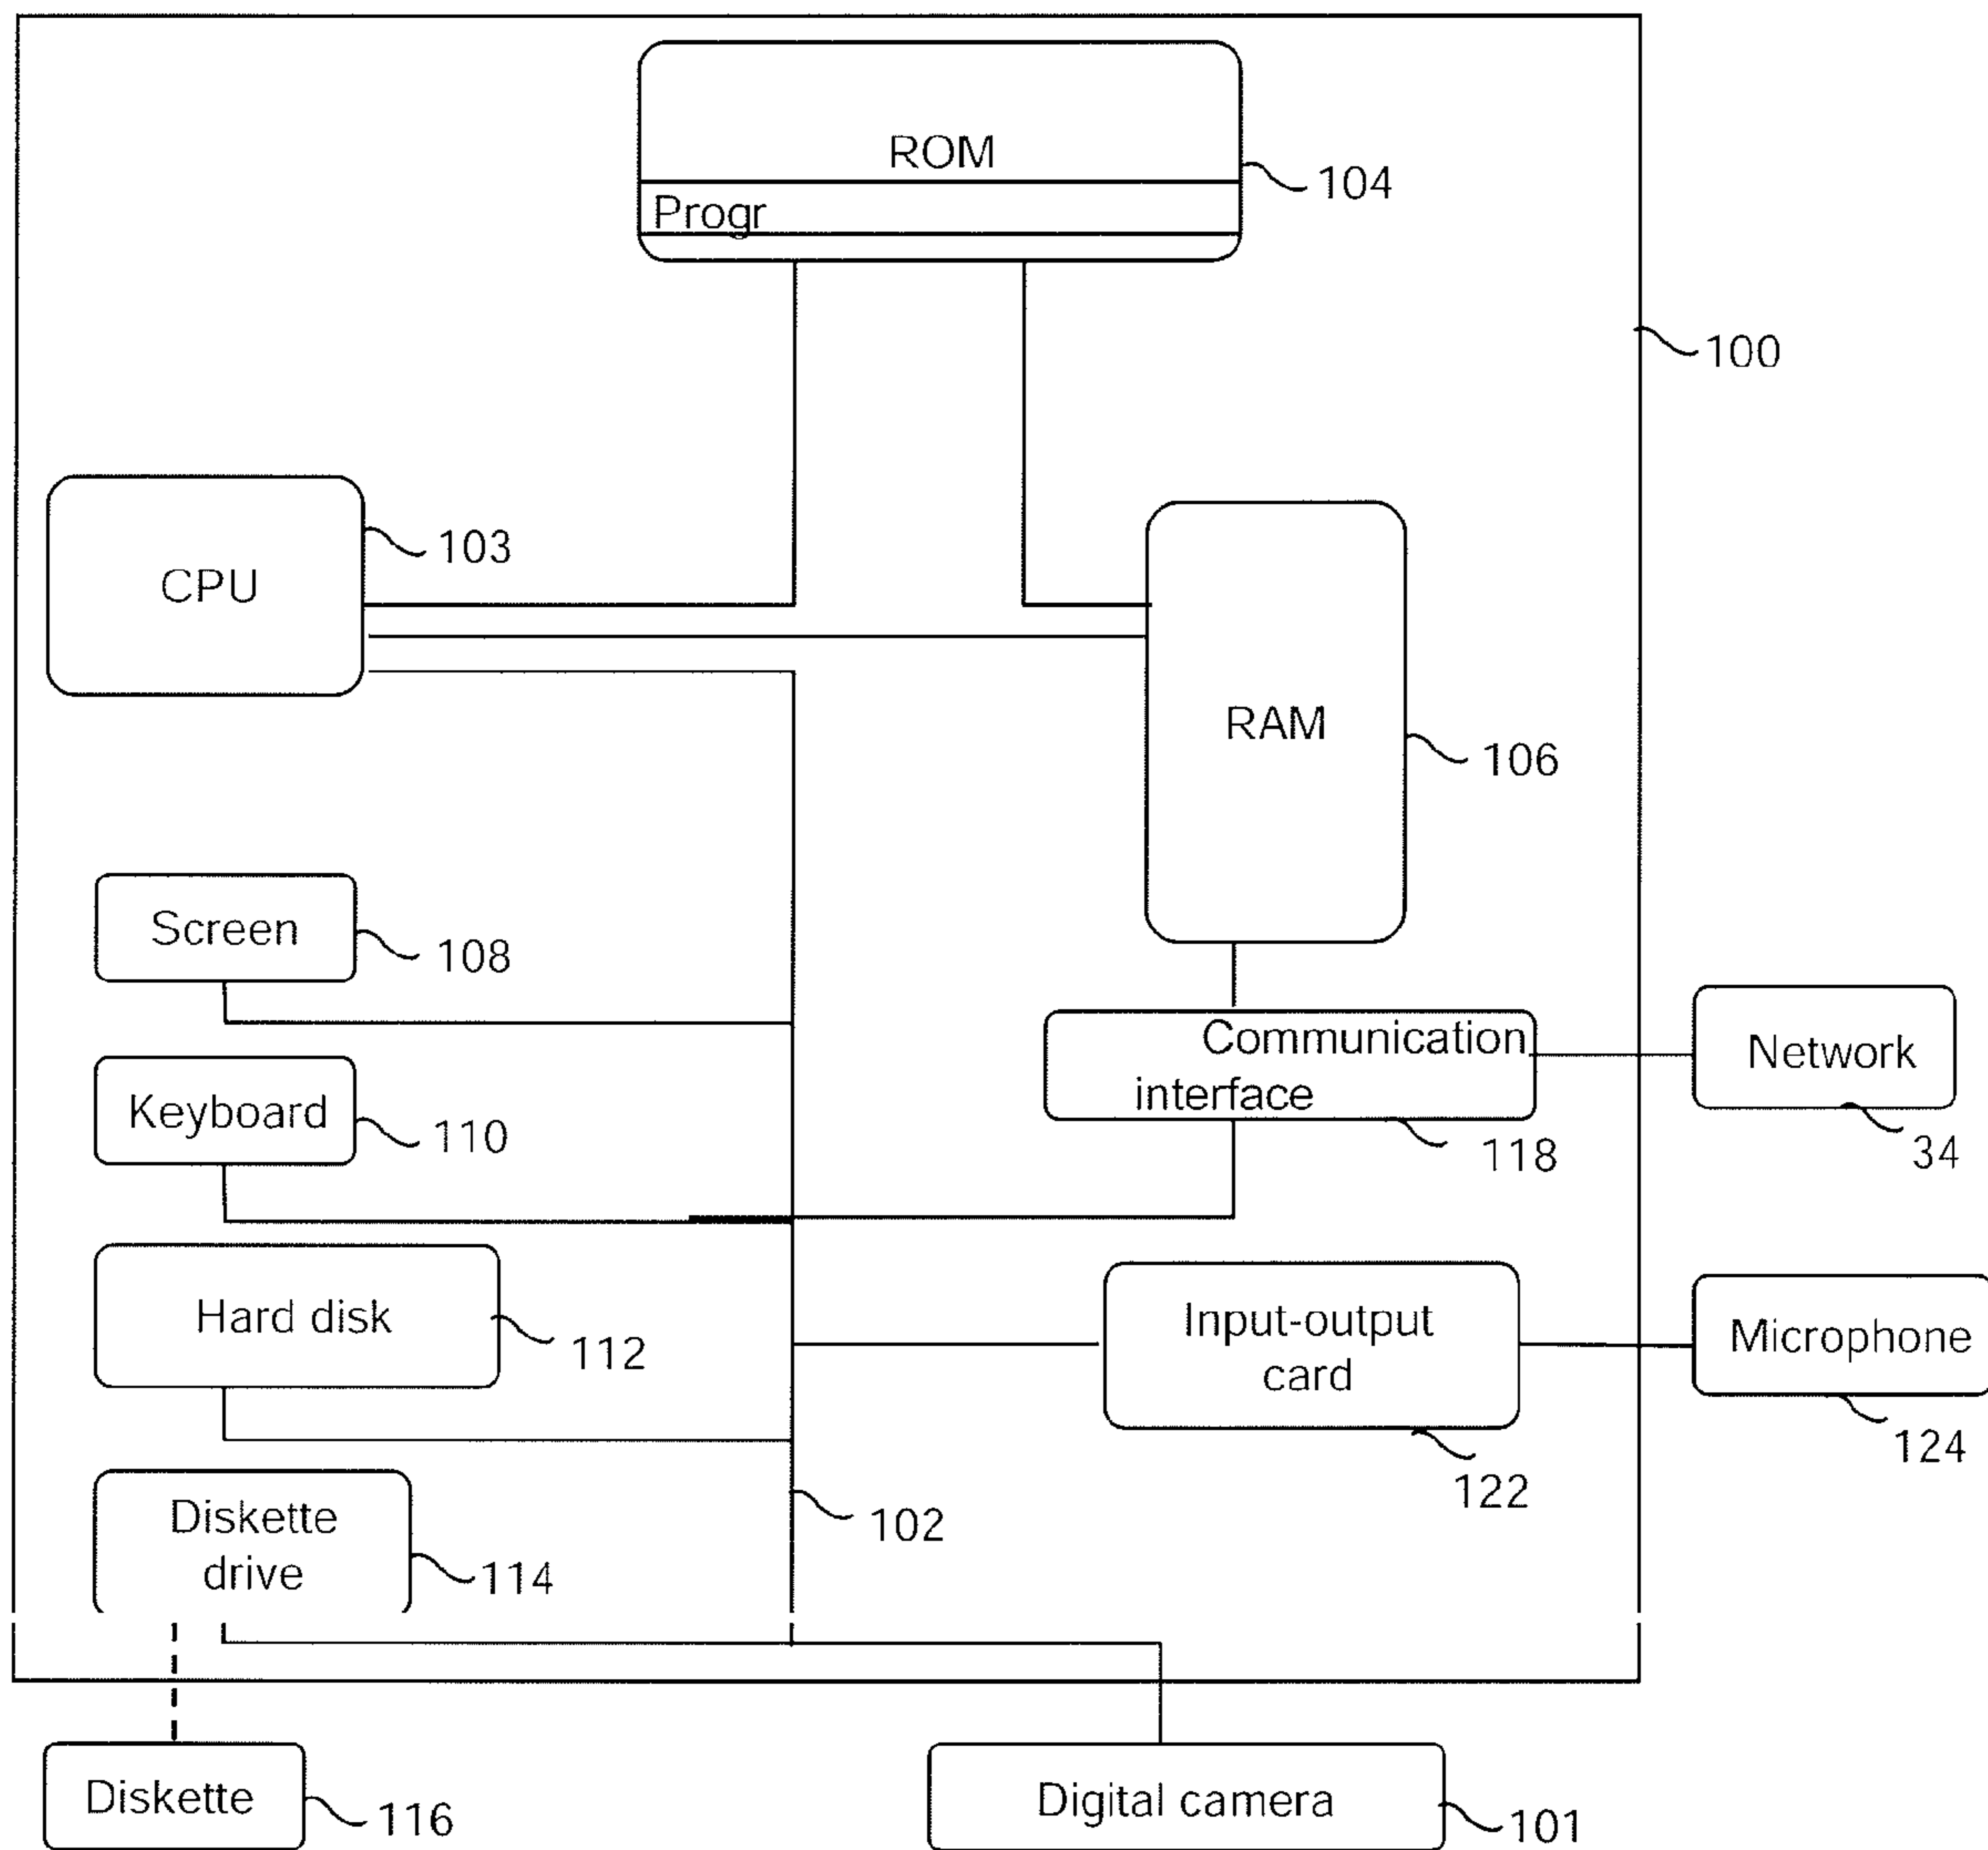 ROM
104
Progr
100
CPU
103
RAM
106
Screen
108
Communication
interface
118
Network
34
Keyboard
110
Hard disk
112
Input-output
card
122
Microphone
124
Diskette
drive
114
102
Diskette
116
Digital camera
101